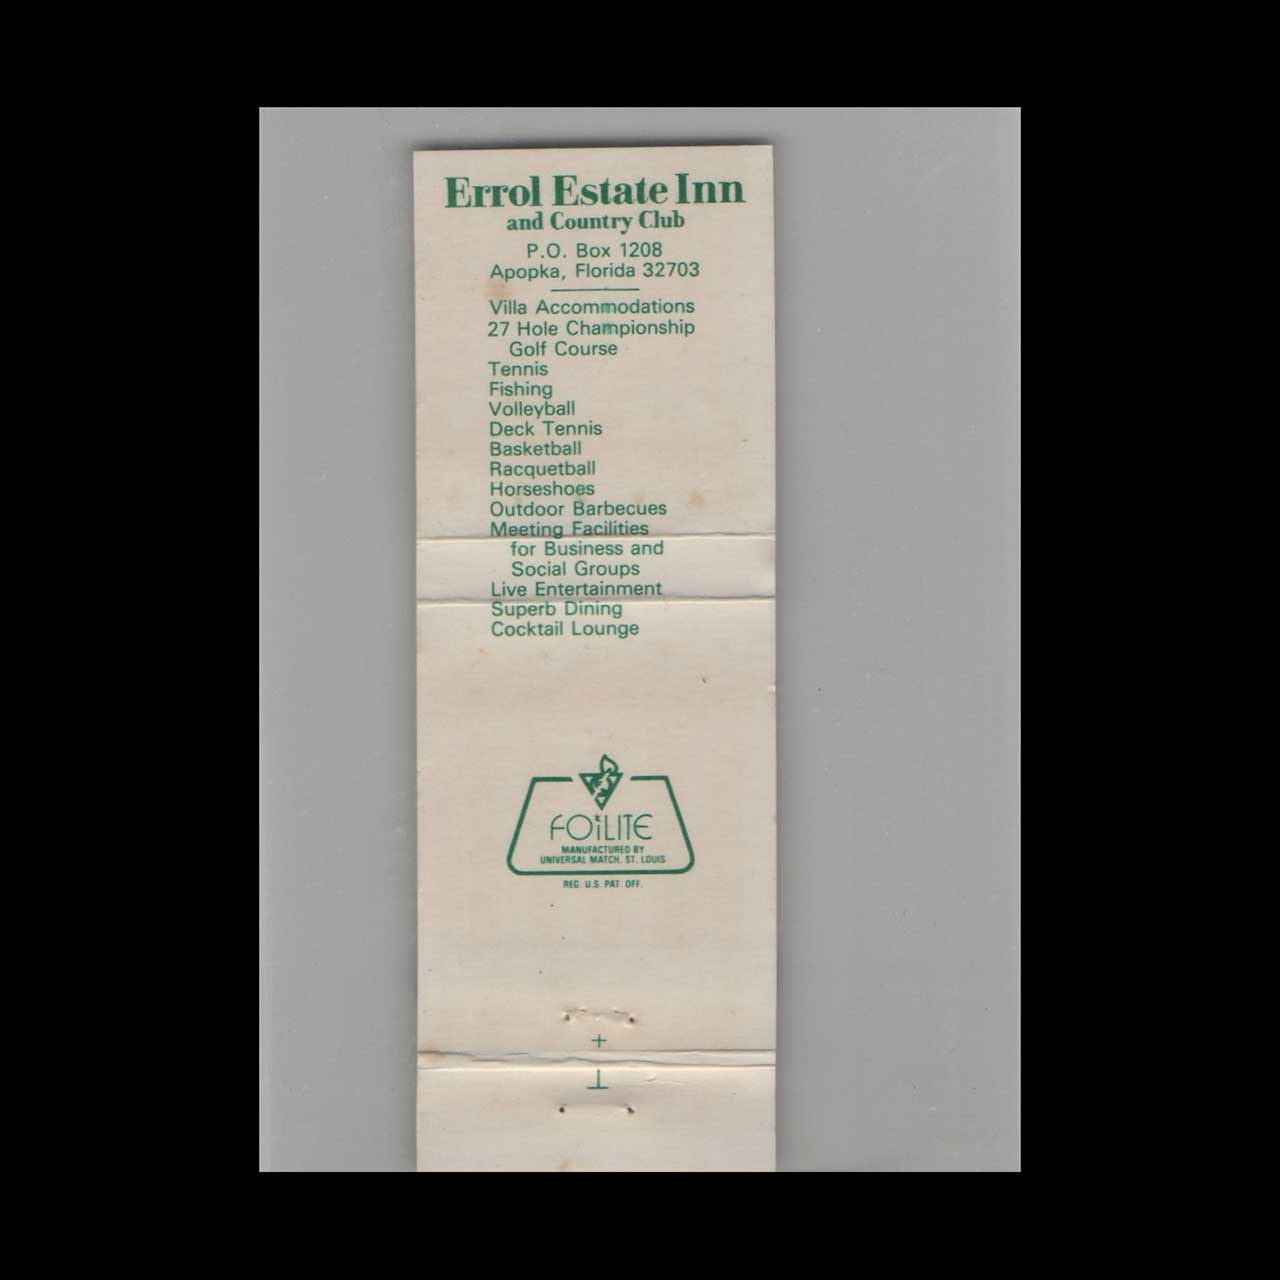 Errol Estate Inn
and Country Club
P.O. Box 1208
Apopka, Florida 32703
Villa Accommodations
27 Hole Championship
Golf Course
Tennis
Fishing
Volleyball
Deck Tennis
Basketball
Racquetball
Horseshoes
Outdoor Barbecues
Meeting Facilities
for Business and
Social Groups
Live Entertainment
Superb Dining
Cocktail Lounge
FOiLITE
MANUFACTURED BY
UNIVERSAL MATCH, ST. LOUIS
REG. U.S. PAT. OFF.